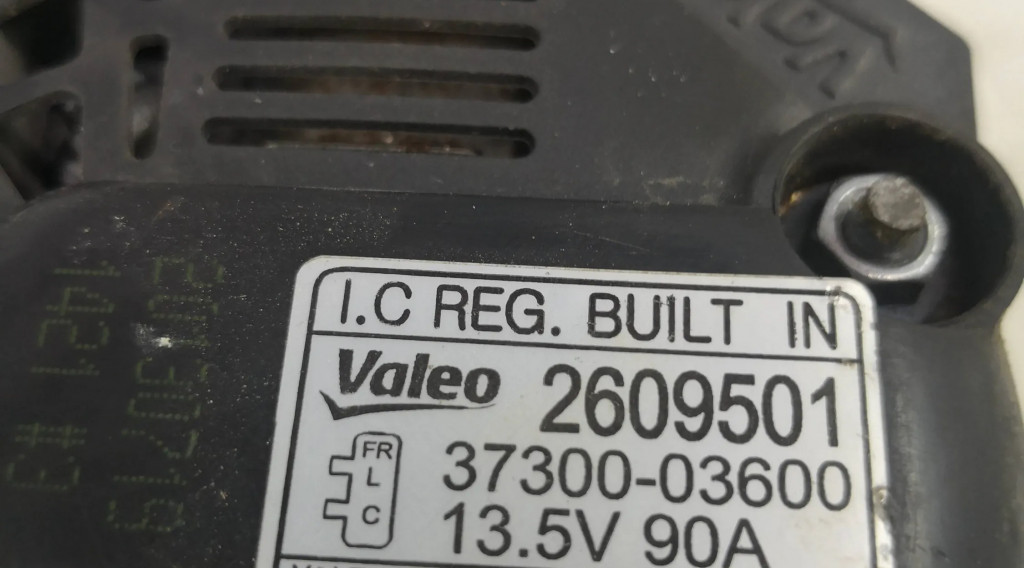 I.C REG. BUILT IN
Valeo 2609501
FR
L
C
37300-03600
13.5V 90A